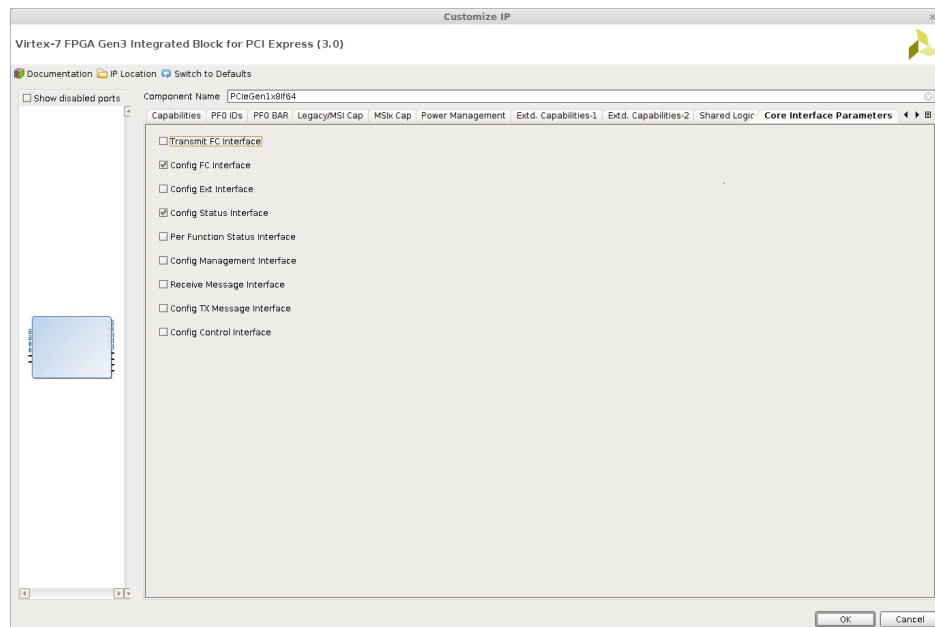 Customize IP
Virtex-7 FPGA Gen3 Integrated Block for PCI Express (3.0)
Documentation IP Location Switch to Defaults
Show disabled ports
Component Name PCIeGen1x8If64
Capabilities PF0 IDs PF0 BAR Legacy/MSI Cap MSIx Cap Power Management Extd. Capabilities-1 Extd. Capabilities-2 Shared Logic Core Interface Parameters
Transmit FC Interface
Config FC Interface
Config Ext Interface
Config Status Interface
Per Function Status Interface
Config Management Interface
Receive Message Interface
Config TX Message Interface
Config Control Interface
OK Cancel